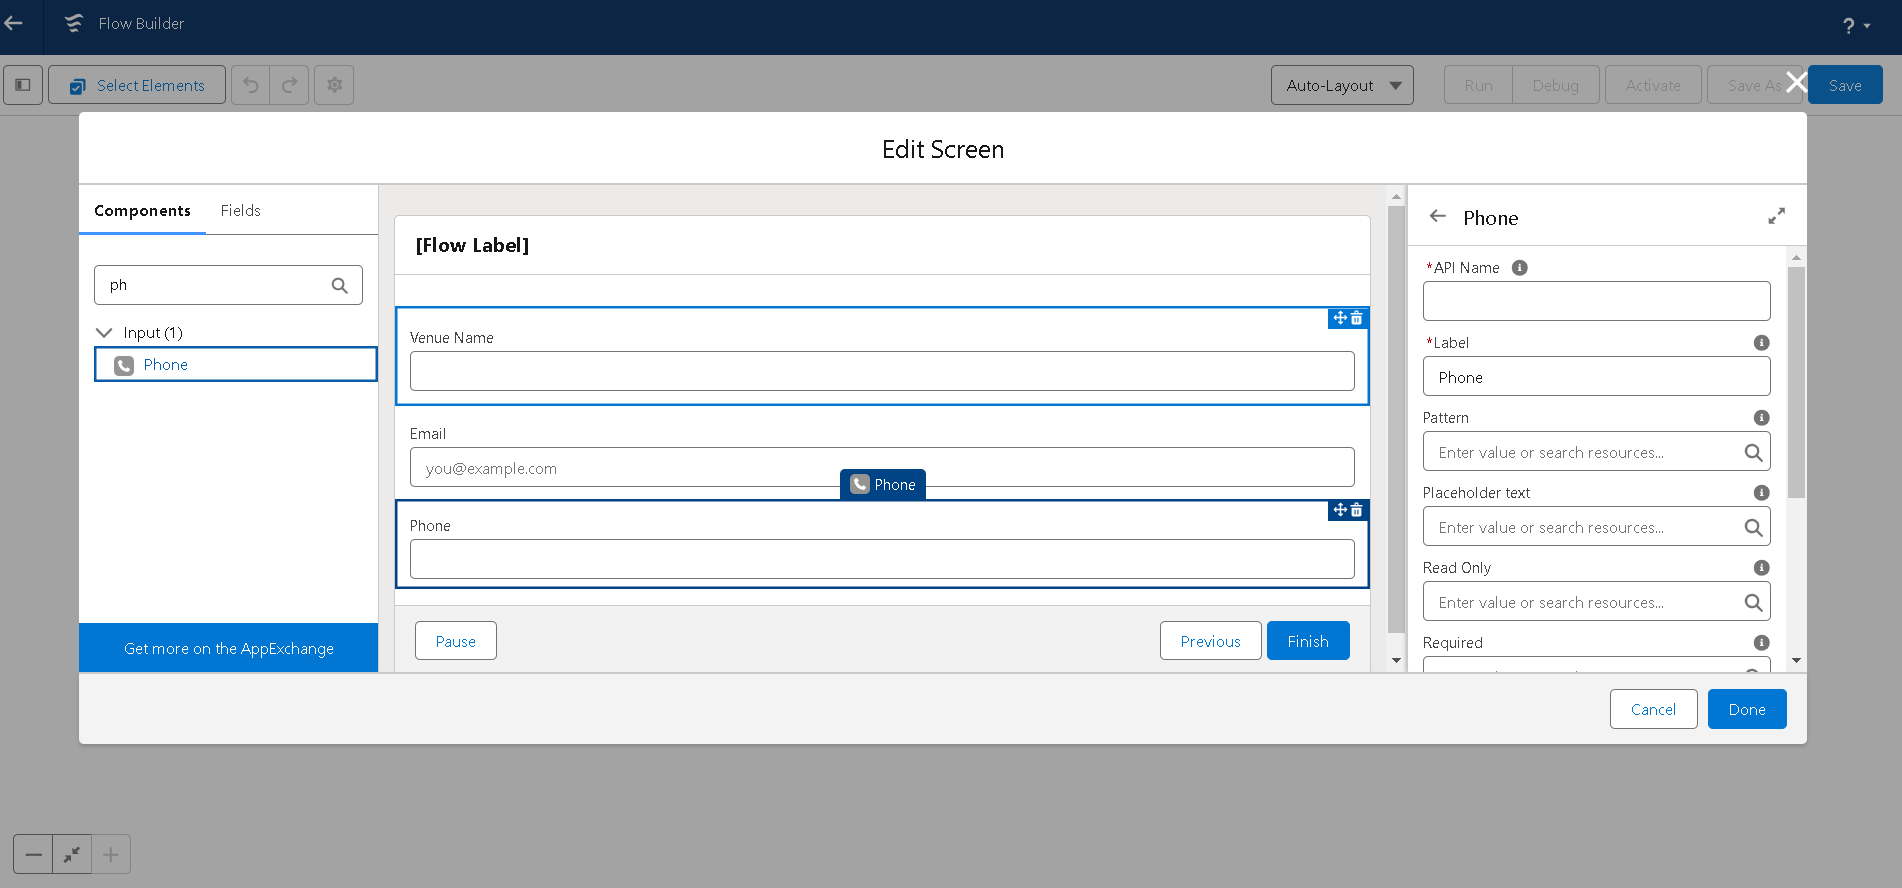 Flow Builder
?
Select Elements
Auto-Layout
Run
Debug
Activate
Save As
Save
Edit Screen
Components
Fields
ph
Input (1)
Phone
Get more on the AppExchange
[Flow Label]
Venue Name
Email
you@example.com
Phone
Phone
Pause
Previous
Finish
Phone
*API Name
*Label
Phone
Pattern
Enter value or search resources...
Placeholder text
Enter value or search resources...
Read Only
Enter value or search resources...
Required
Cancel
Done